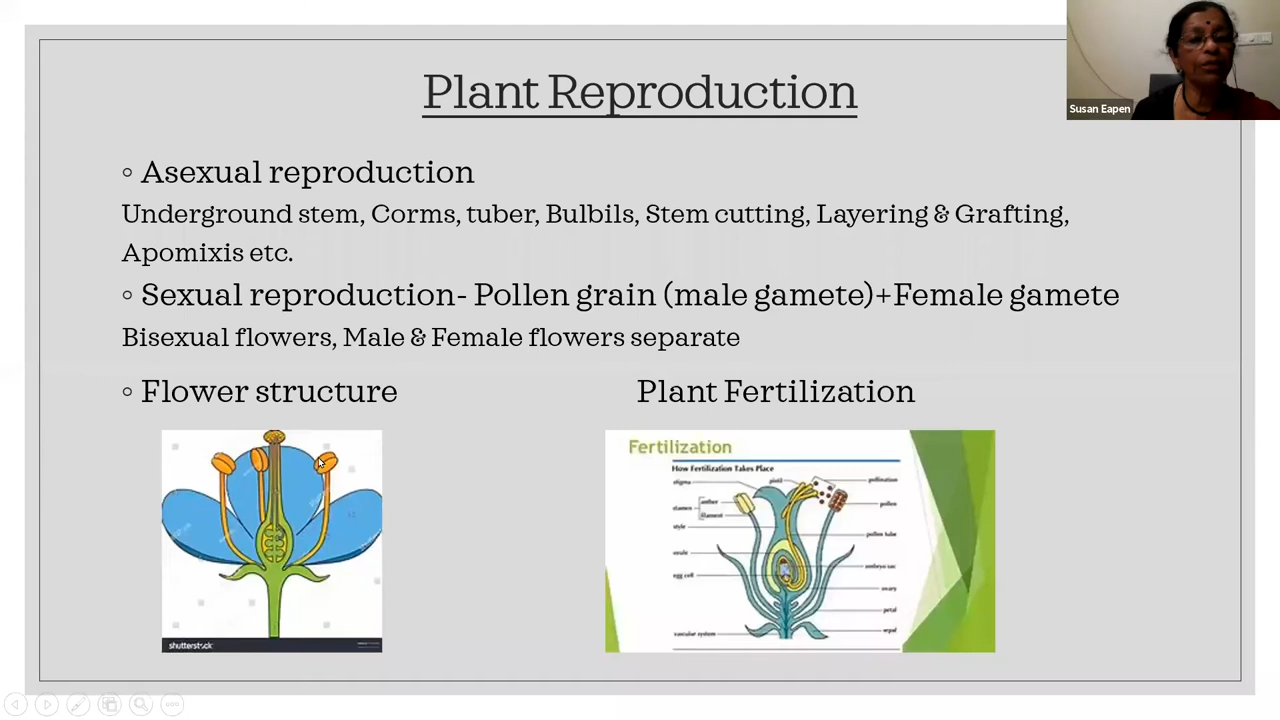 Plant Reproduction
Susan Eapen
◦ Asexual reproduction
Underground stem, Corms, tuber, Bulbils, Stem cutting, Layering & Grafting,
Apomixis etc.
◦ Sexual reproduction- Pollen grain (male gamete)+Female gamete
Bisexual flowers, Male & Female flowers separate
◦ Flower structure
Plant Fertilization
shutterstock
Fertilization
How Fertilization Takes Place
stigma
pistil
pollination
stamen
anther
filament
pollen
style
pollen tube
ovule
embryo sac
egg cell
ovary
petal
vascular system
sepal